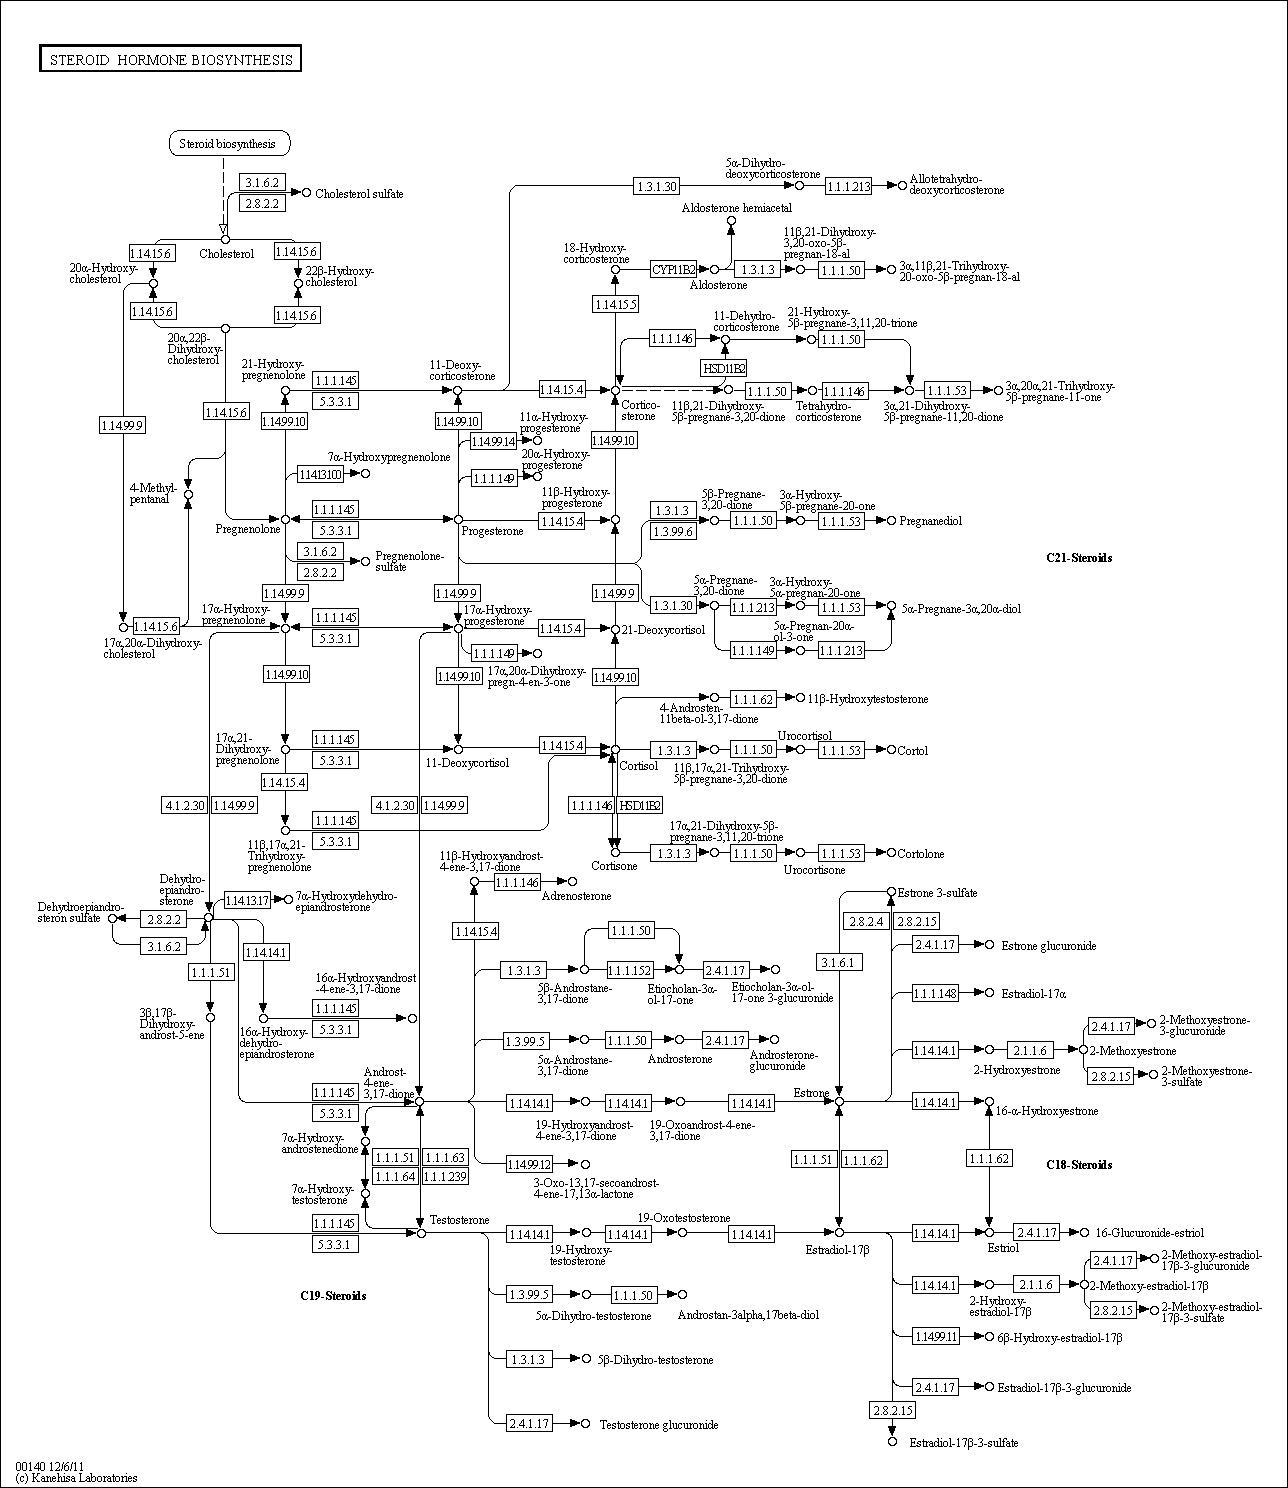 STEROID HORMONE BIOSYNTHESIS
Steroid biosynthesis
3.1.6.2
2.8.2.2
Cholesterol sulfate
5α-Dihydro-
deoxycorticosterone
1.3.1.30
1.1.1.213
Allotetrahydro-
deoxycorticosterone
Aldosterone hemiacetal
1.14.15.6
Cholesterol
1.14.15.6
18-Hydroxy-
corticosterone
CYP11B2
Aldosterone
1.3.1.3
11β,21-Dihydroxy-
3,20-oxo-5β-
pregnan-18-al
1.1.1.50
3α,11β,21-Trihydroxy-
20-oxo-5β-pregnan-18-al
20α-Hydroxy-
cholesterol
22β-Hydroxy-
cholesterol
1.14.15.6
1.14.15.6
1.14.15.5
20α,22β-
Dihydroxy-
cholesterol
1.1.1.146
11-Dehydro-
corticosterone
21-Hydroxy-
5β-pregnane-3,11,20-trione
1.1.1.50
HSD11B2
21-Hydroxy-
pregnenolone
1.1.1.145
5.3.3.1
11-Deoxy-
corticosterone
1.14.15.4
Cortico-
sterone
11β,21-Dihydroxy-
5β-pregnane-3,20-dione
1.1.1.50
Tetrahydro-
corticosterone
1.1.1.146
3α,21-Dihydroxy-
5β-pregnane-11,20-dione
1.1.1.53
3α,20α,21-Trihydroxy-
5β-pregnane-11-one
1.14.99.9
1.14.15.6
1.14.99.10
1.14.99.10
1.14.99.14
11α-Hydroxy-
progesterone
1.14.99.10
7α-Hydroxypregnenolone
1.14.13.100
1.1.1.149
20α-Hydroxy-
progesterone
4-Methyl-
pentanal
Pregnenolone
1.1.1.145
5.3.3.1
Progesterone
11β-Hydroxy-
progesterone
1.14.15.4
1.3.1.3
1.3.99.6
5β-Pregnane-
3,20-dione
1.1.1.50
3α-Hydroxy-
5β-pregnane-20-one
1.1.1.53
Pregnanediol
3.1.6.2
2.8.2.2
Pregnenolone-
sulfate
C21-Steroids
1.14.99.9
1.14.99.9
1.14.99.9
1.3.1.30
5α-Pregnane-
3,20-dione
1.1.1.213
3α-Hydroxy-
5α-pregnan-20-one
1.1.1.53
5α-Pregnane-3α,20α-diol
1.1.1.149
5α-Pregnan-20α-
ol-3-one
1.1.1.213
1.14.15.6
17α,20α-Dihydroxy-
cholesterol
17α-Hydroxy-
pregnenolone
1.1.1.145
5.3.3.1
17α-Hydroxy-
progesterone
1.14.15.4
21-Deoxycortisol
1.1.1.149
17α,20α-Dihydroxy-
pregn-4-en-3-one
1.14.99.10
1.14.99.10
1.14.99.10
4-Androsten-
11beta-ol-3,17-dione
1.1.1.62
11β-Hydroxytestosterone
17α,21-
Dihydroxy-
pregnenolone
1.1.1.145
5.3.3.1
11-Deoxycortisol
1.14.15.4
Cortisol
1.3.1.3
11β,17α,21-Trihydroxy-
5β-pregnane-3,20-dione
1.1.1.50
Urocortisol
1.1.1.53
Cortol
1.14.15.4
4.1.2.30
1.14.99.9
4.1.2.30
1.14.99.9
1.1.1.146
HSD11B2
11β,17α,21-
Trihydroxy-
pregnenolone
1.1.1.145
5.3.3.1
Cortisone
17α,21-Dihydroxy-5β-
pregnane-3,11,20-trione
1.3.1.3
1.1.1.50
Urocortisone
1.1.1.53
Cortolone
Dehydro-
epiandro-
sterone
1.14.13.17
7α-Hydroxydehydro-
epiandrosterone
11β-Hydroxyandrost-
4-ene-3,17-dione
1.1.1.146
Adrenosterone
Estrone 3-sulfate
Dehydroepiandro-
steron sulfate
2.8.2.2
3.1.6.2
1.14.14.1
1.14.15.4
1.1.1.50
2.8.2.4
2.8.2.15
3.1.6.1
2.4.1.17
Estrone glucuronide
1.1.1.51
1.3.1.3
5β-Androstane-
3,17-dione
1.1.1.152
Etiocholan-3α-
ol-17-one
2.4.1.17
Etiocholan-3α-ol-
17-one 3-glucuronide
1.1.1.148
Estradiol-17α
3β,17β-
Dihydroxy-
androst-5-ene
16α-Hydroxy-
dehydro-
epiandrosterone
16α-Hydroxyandrost
-4-ene-3,17-dione
1.1.1.145
5.3.3.1
1.3.99.5
5α-Androstane-
3,17-dione
1.1.1.50
Androsterone
2.4.1.17
Androsterone-
glucuronide
1.14.14.1
2-Hydroxyestrone
2.1.1.6
2-Methoxyestrone
2.4.1.17
2-Methoxyestrone-
3-glucuronide
2.8.2.15
2-Methoxyestrone-
3-sulfate
1.1.1.145
5.3.3.1
Androst-
4-ene-
3,17-dione
1.14.14.1
19-Hydroxyandrost-
4-ene-3,17-dione
1.14.14.1
19-Oxoandrost-4-ene-
3,17-dione
1.14.14.1
Estrone
1.14.14.1
16-α-Hydroxyestrone
7α-Hydroxy-
androstenedione
1.1.1.51
1.1.1.63
1.1.1.64
1.1.1.239
1.14.99.12
3-Oxo-13,17-secoandrost-
4-ene-17,13α-lactone
1.1.1.51
1.1.1.62
1.1.1.62
C18-Steroids
7α-Hydroxy-
testosterone
1.1.1.145
5.3.3.1
Testosterone
1.14.14.1
19-Hydroxy-
testosterone
1.14.14.1
19-Oxotestosterone
1.14.14.1
Estradiol-17β
1.14.14.1
Estriol
2.4.1.17
16-Glucuronide-estriol
C19-Steroids
1.3.99.5
5α-Dihydro-testosterone
1.1.1.50
Androstan-3alpha,17beta-diol
1.14.14.1
2-Hydroxy-
estradiol-17β
2.1.1.6
2-Methoxy-estradiol-17β
2.4.1.17
2-Methoxy-estradiol-
17β-3-glucuronide
2.8.2.15
2-Methoxy-estradiol-
17β-3-sulfate
1.14.99.11
6β-Hydroxy-estradiol-17β
1.3.1.3
5β-Dihydro-testosterone
2.4.1.17
Estradiol-17β-3-glucuronide
2.4.1.17
Testosterone glucuronide
2.8.2.15
Estradiol-17β-3-sulfate
00140 12/6/11
(c) Kanehisa Laboratories